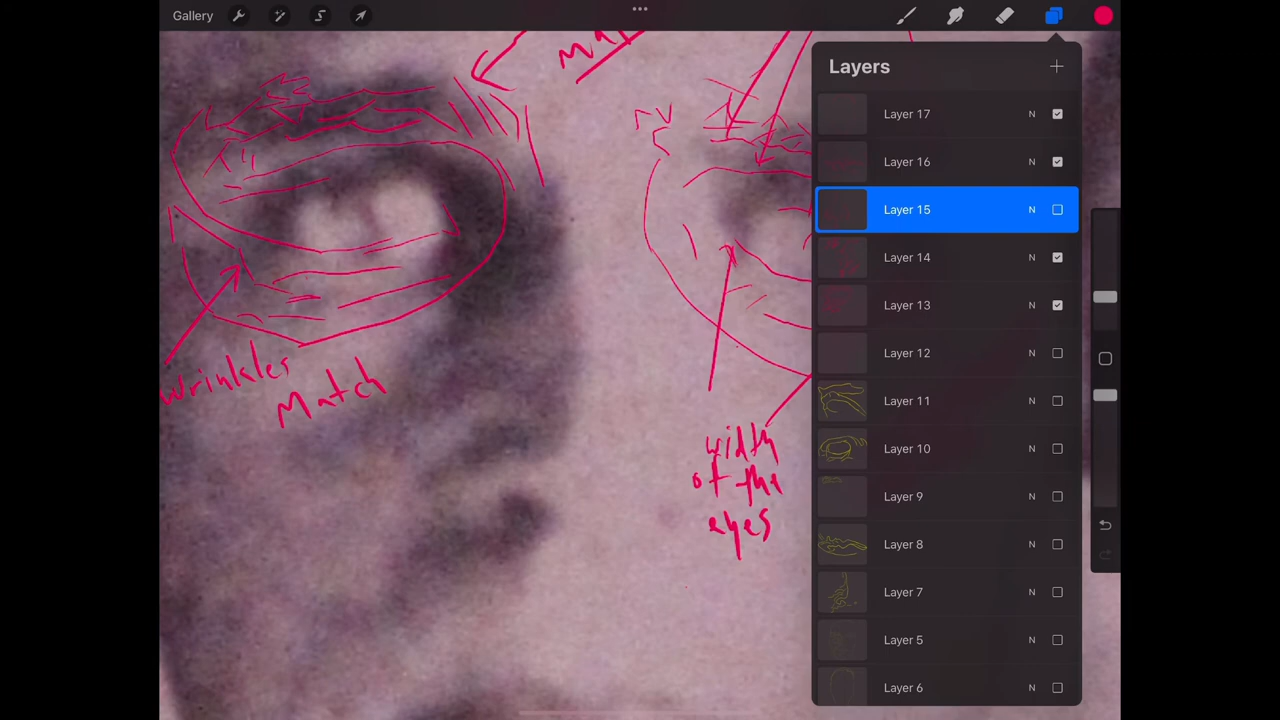 Gallery
Layers
Layer 17 N
Layer 16 N
Layer 15 N
Layer 14 N
Layer 13 N
Layer 12 N
Layer 11 N
Layer 10 N
Layer 9 N
Layer 8 N
Layer 7 N
Layer 5 N
Layer 6 N
wrinkles
Match
width
of the
eyes